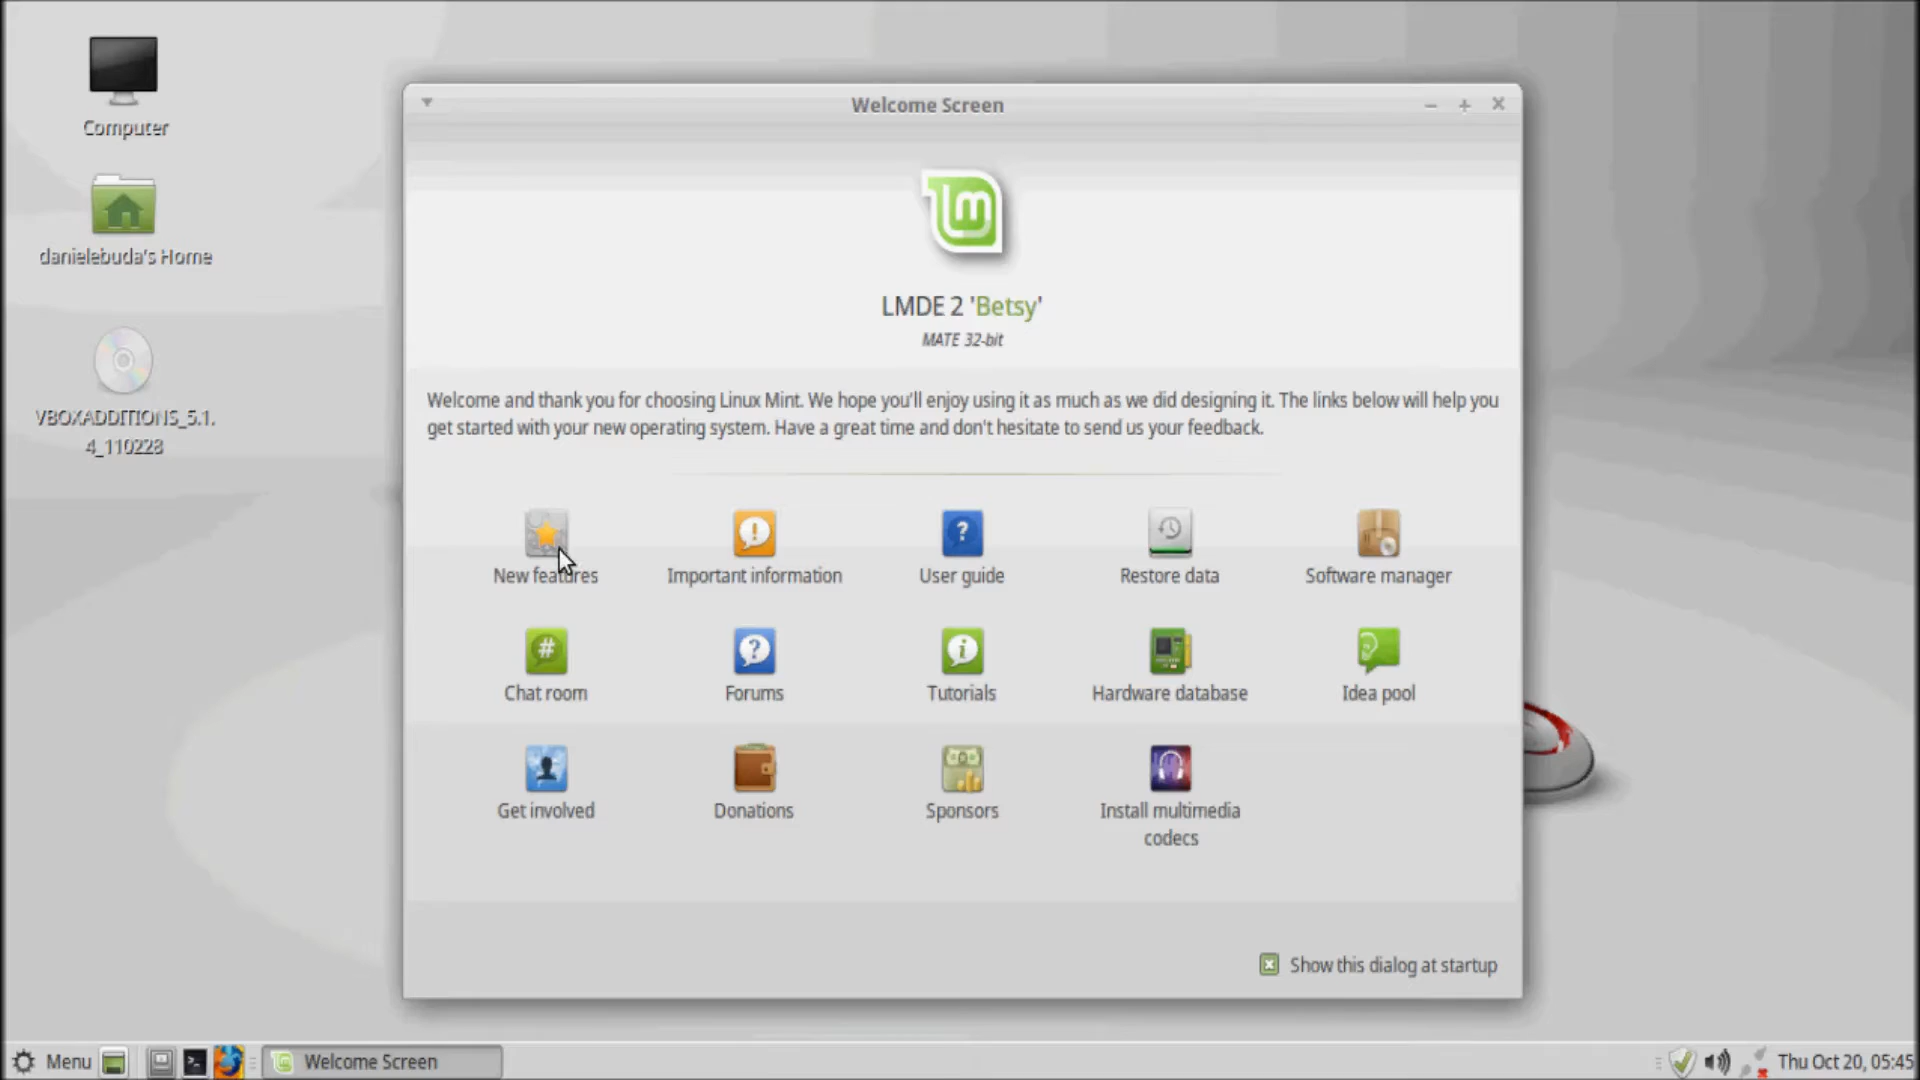 Computer
danielebuda's Home
VBOXADDITIONS_5.1.
4_110228
Welcome Screen
lm
LMDE 2 'Betsy'
MATE 32-bit
Welcome and thank you for choosing Linux Mint. We hope you'll enjoy using it as much as we did designing it. The links below will help you
get started with your new operating system. Have a great time and don't hesitate to send us your feedback.
New features
Important information
User guide
Restore data
Software manager
Chat room
Forums
Tutorials
Hardware database
Idea pool
Get involved
Donations
Sponsors
Install multimedia
codecs
Show this dialog at startup
Menu
Welcome Screen
Thu Oct 20, 05:45